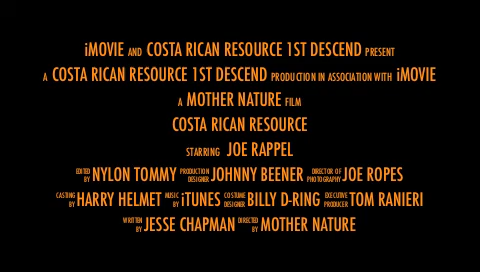 iMOVIE AND COSTA RICAN RESOURCE 1ST DESCEND PRESENT
A COSTA RICAN RESOURCE 1ST DESCEND PRODUCTION IN ASSOCIATION WITH iMOVIE
A MOTHER NATURE FILM
COSTA RICAN RESOURCE
STARRING JOE RAPPEL
EDITED BY NYLON TOMMY PRODUCTION DESIGNER JOHNNY BEENER DIRECTOR OF PHOTOGRAPHY JOE ROPES
CASTING BY HARRY HELMET MUSIC BY iTUNES COSTUME DESIGNER BILLY D-RING EXECUTIVE PRODUCER TOM RANIERI
WRITTEN BY JESSE CHAPMAN DIRECTED BY MOTHER NATURE